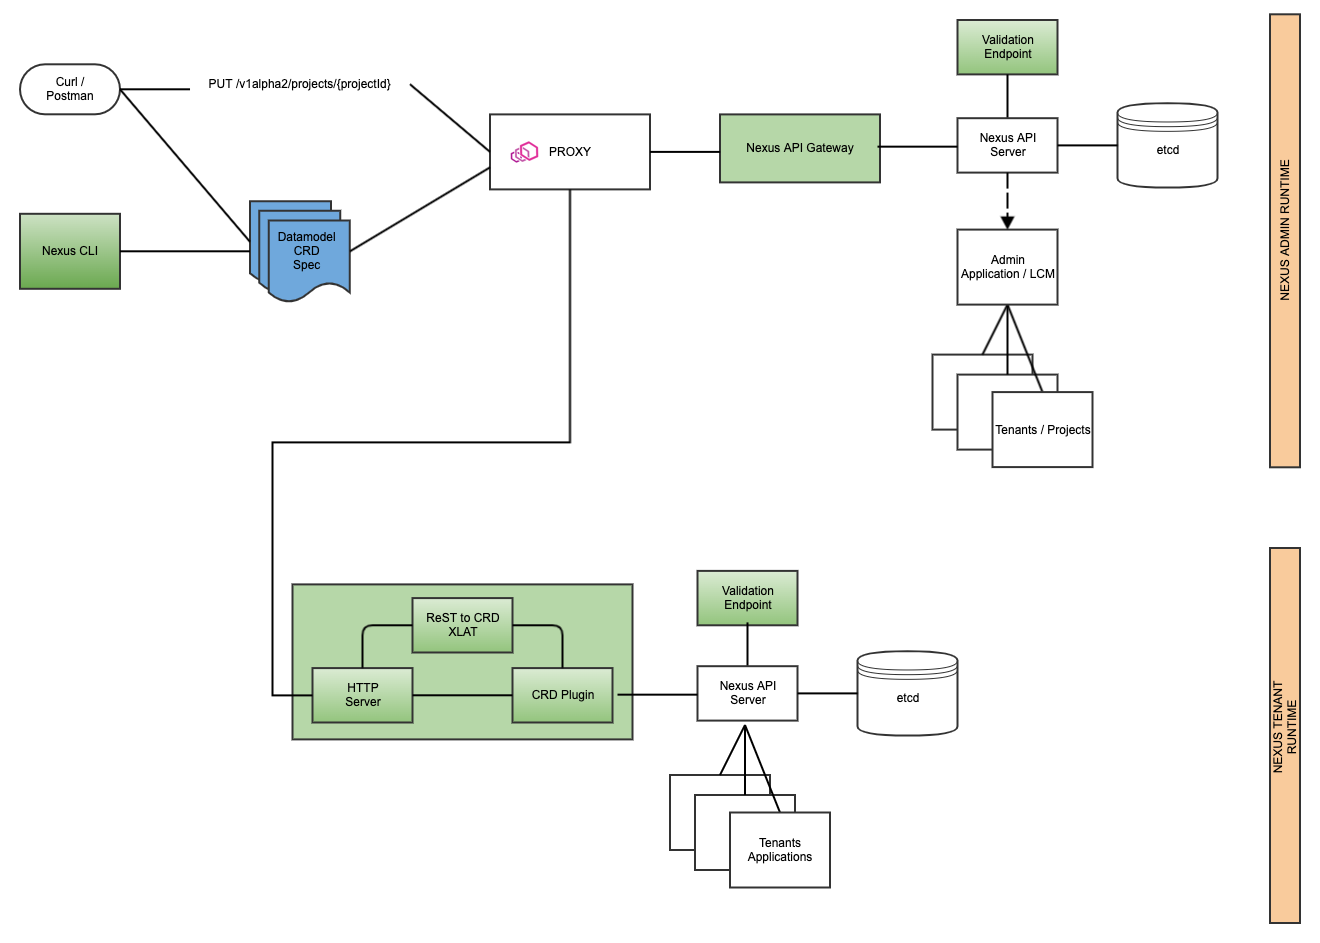 Validation
Endpoint
Curl /
Postman
PUT /v1alpha2/projects/{projectId}
PROXY
Nexus API Gateway
Nexus API
Server
etcd
Nexus CLI
Datamodel
CRD
Spec
Admin
Application / LCM
Tenants / Projects
NEXUS ADMIN RUNTIME
Validation
Endpoint
ReST to CRD
XLAT
HTTP
Server
CRD Plugin
Nexus API
Server
etcd
Tenants
Applications
NEXUS TENANT
RUNTIME